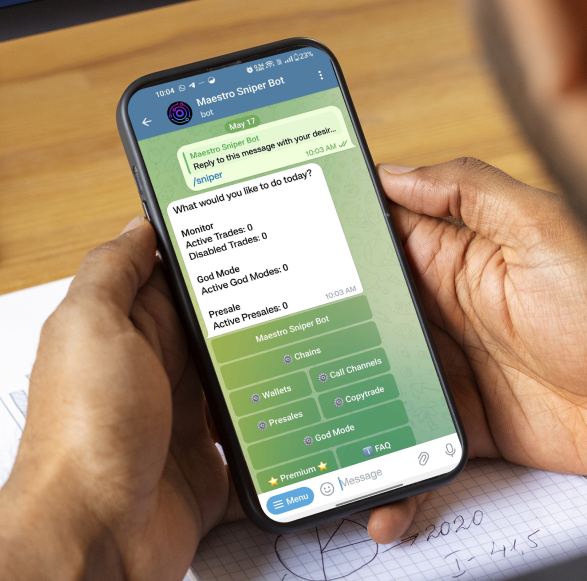 10:04
23%
Maestro Sniper Bot
bot
May 17
Maestro Sniper Bot
Reply to this message with your desir...
/sniper
10:03 AM
What would you like to do today?
Monitor
Active Trades: 0
Disabled Trades: 0
God Mode
Active God Modes: 0
Presale
Active Presales: 0
10:03 AM
Maestro Sniper Bot
Chains
Wallets
Call Channels
Presales
Copytrade
God Mode
Premium
FAQ
Menu
Message
2020
I - 41,5